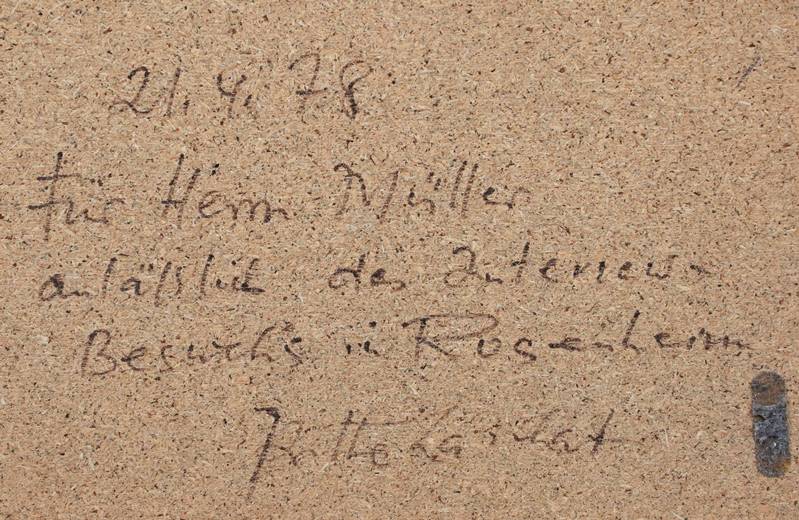 21. 4. 78
Für Herrn Müller
anläßlich des Interview-
Besuchs in Rosenheim